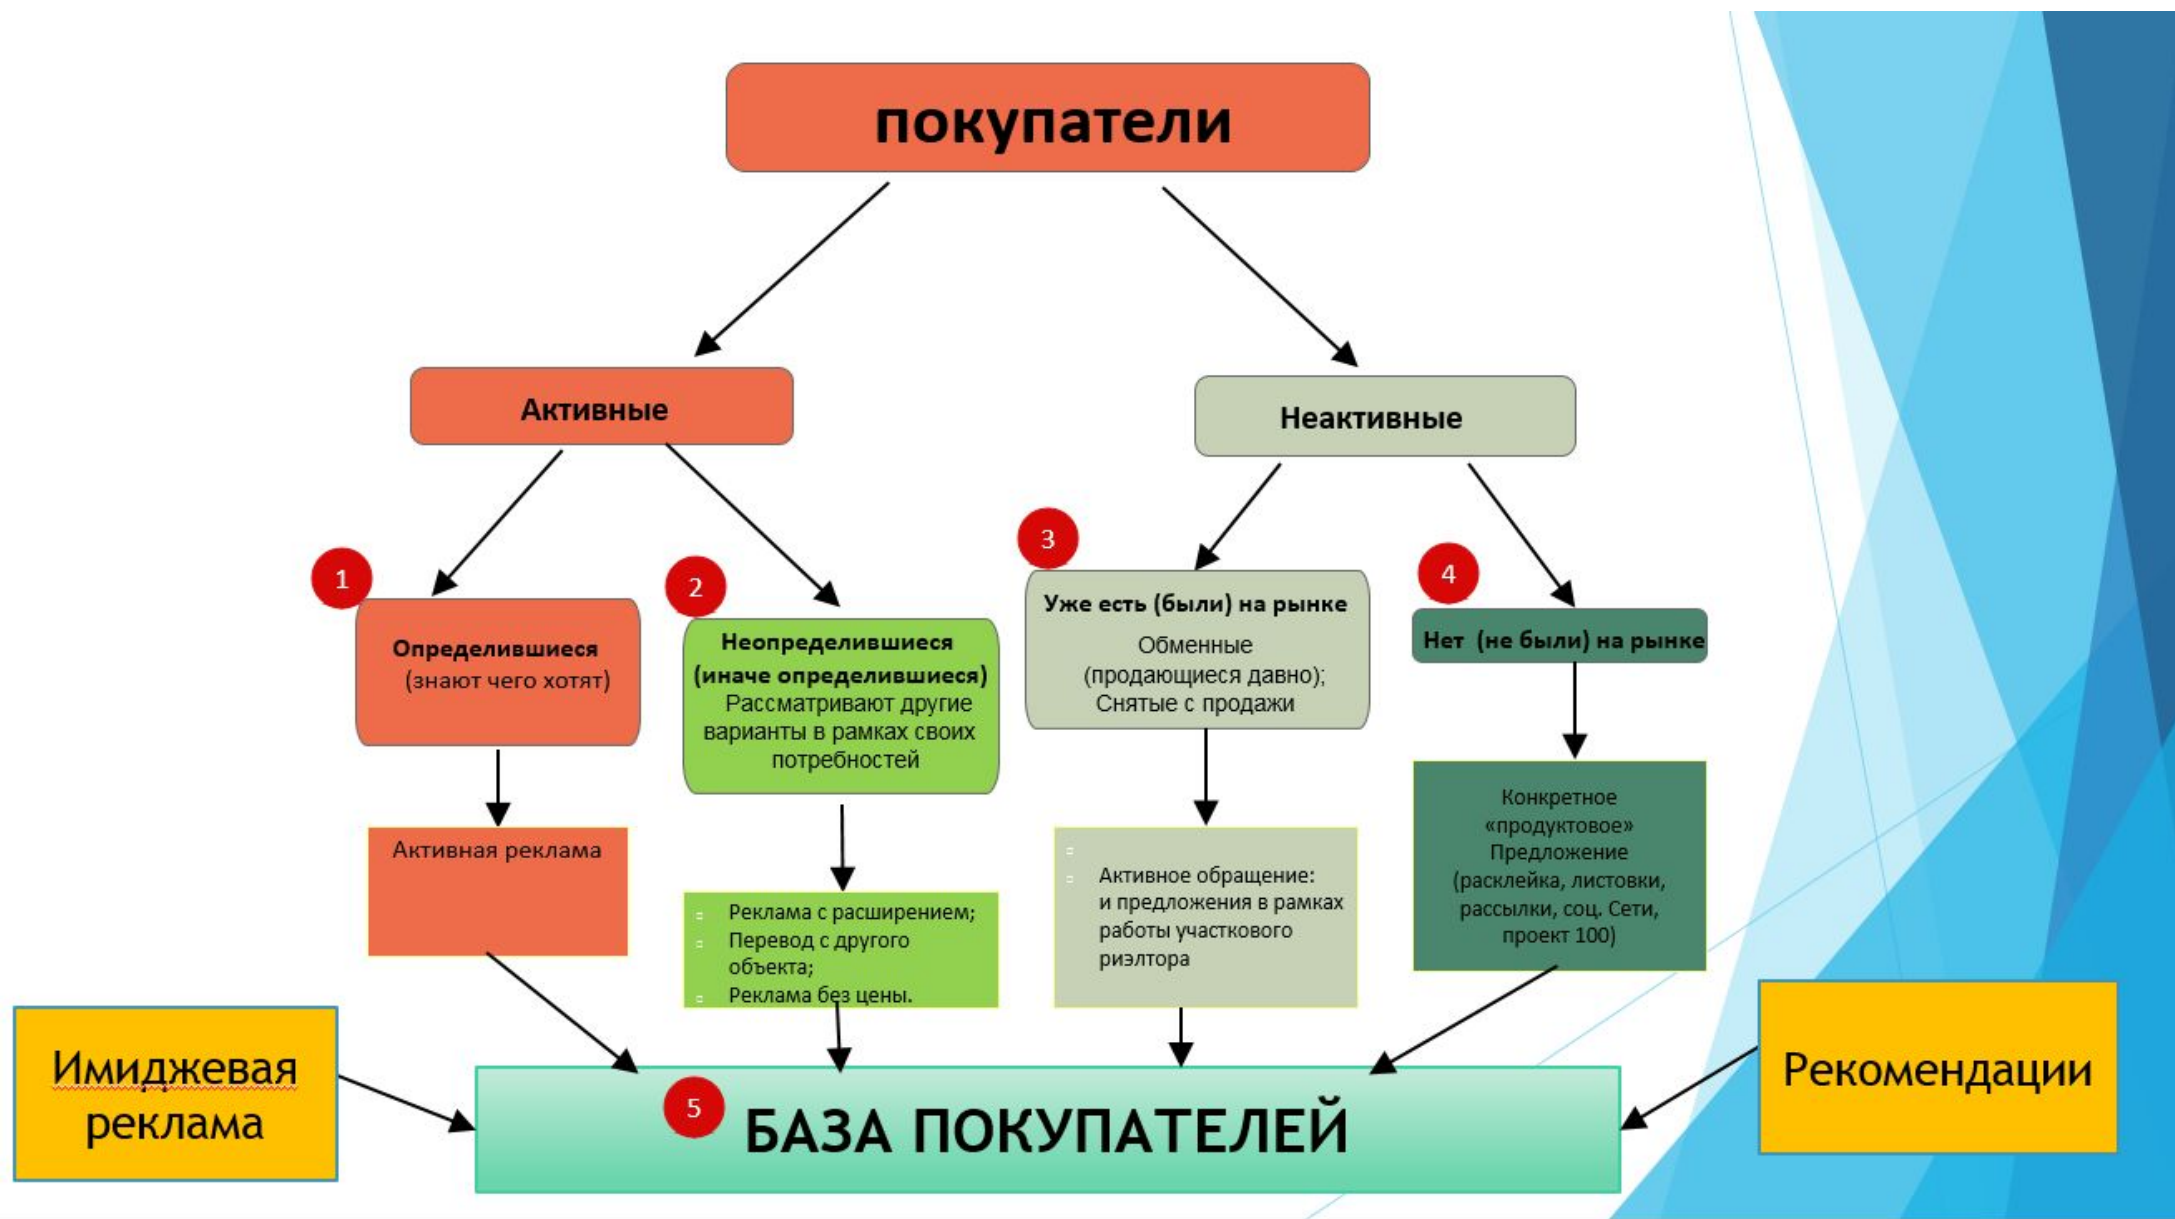 покупатели
Активные
Неактивные
1
Определившиеся
(знают чего хотят)
2
Неопределившиеся
(иначе определившиеся)
Рассматривают другие
варианты в рамках своих
потребностей
3
Уже есть (были) на рынке
Обменные
(продающиеся давно);
Снятые с продажи
4
Нет (не были) на рынке
Активная реклама
Реклама с расширением;
Перевод с другого
объекта;
Реклама без цены.
Активное обращение:
и предложения в рамках
работы участкового
риэлтора
Конкретное
«продуктовое»
Предложение
(расклейка, листовки,
рассылки, соц. Сети,
проект 100)
Имиджевая
реклама
5
БАЗА ПОКУПАТЕЛЕЙ
Рекомендации